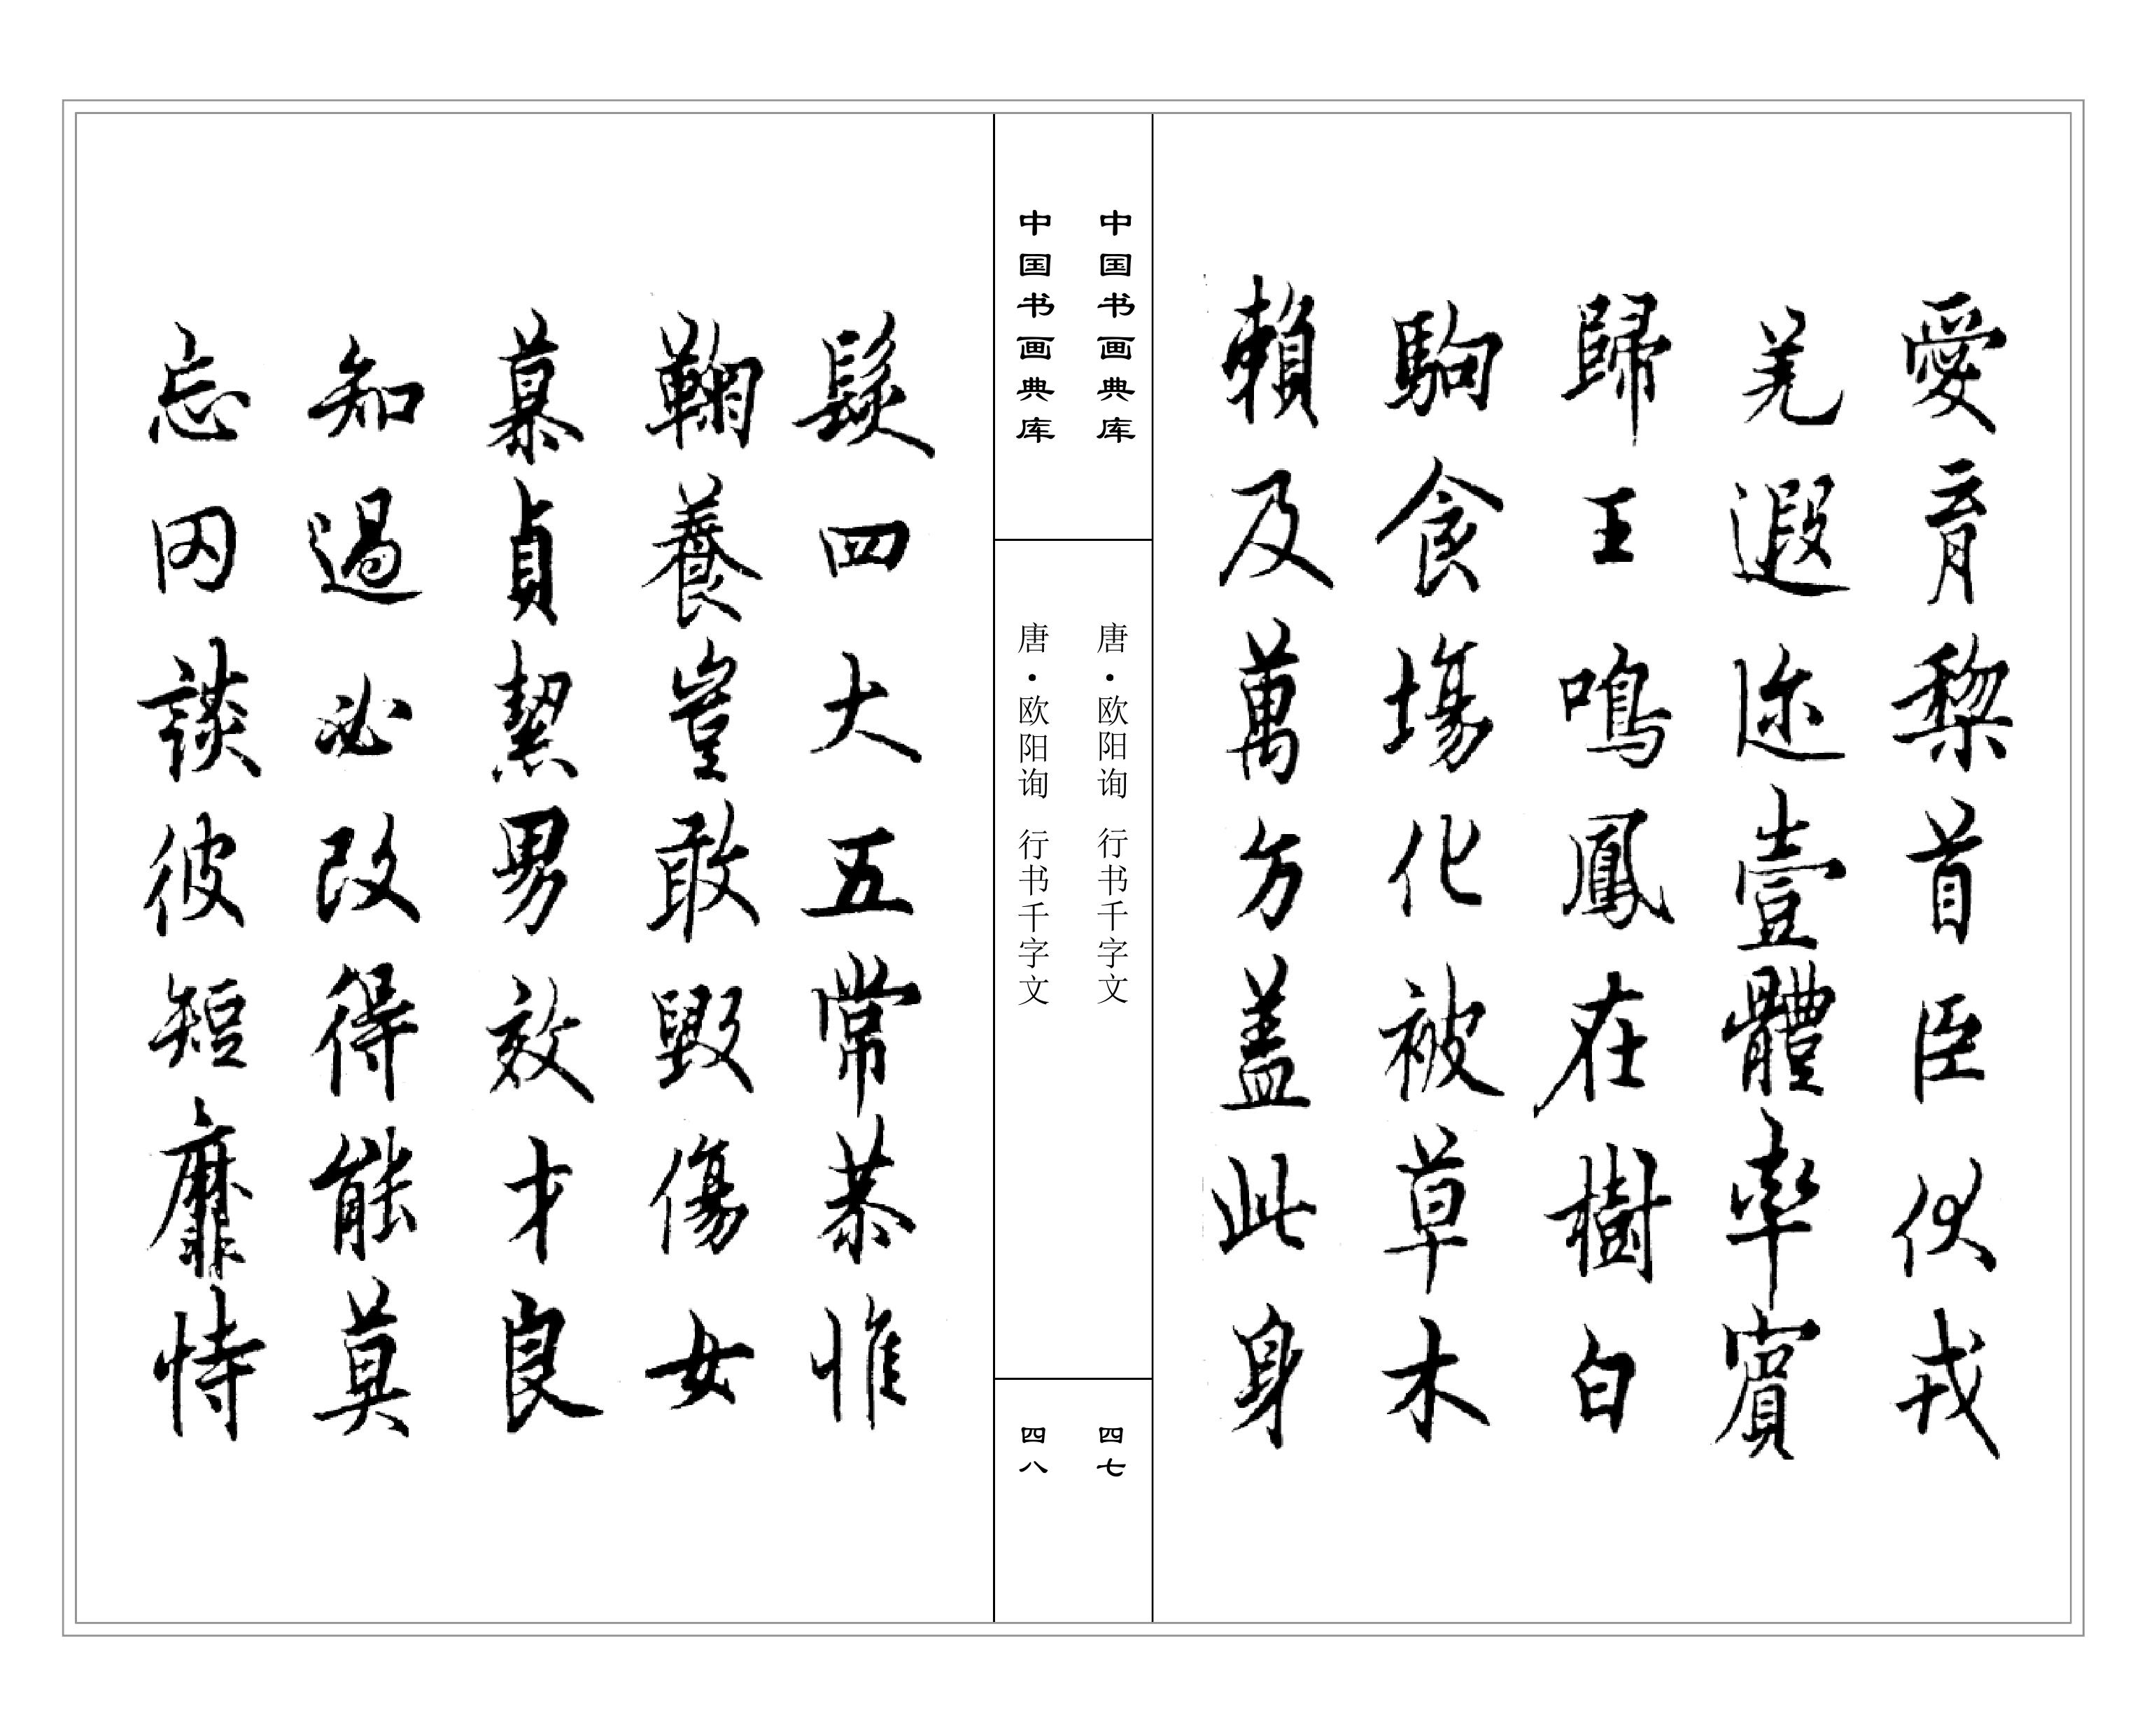 愛育黎首臣伏戎
羌遐迩壹體率賓
歸王鳴鳳在樹白
駒食場化被草木
賴及萬方蓋此身
中国书画典库
唐·欧阳询 行书千字文
四七
中国书画典库
唐·欧阳询 行书千字文
四八
髮四大五常恭惟
鞠養豈敢毀傷女
慕貞絜男效才良
知過必改得能莫
忘罔談彼短靡恃